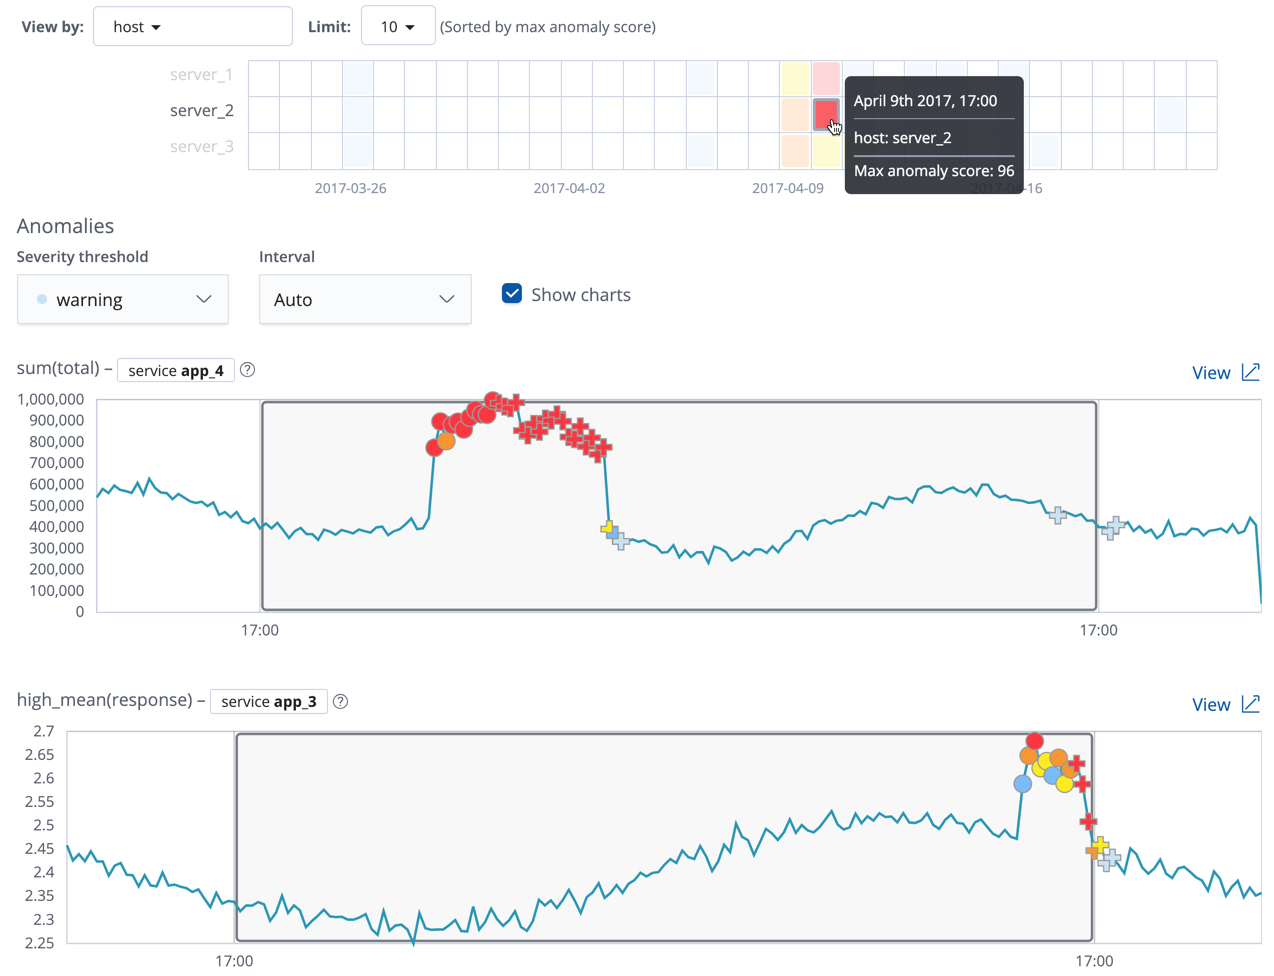 View by: host Limit: 10 (Sorted by max anomaly score)
server_1
server_2
server_3
April 9th 2017, 17:00
host: server_2
Max anomaly score: 96
2017-03-26 2017-04-02 2017-04-09 2017-04-16
Anomalies
Severity threshold Interval
warning Auto Show charts
sum(total) – service app_4 ? View
1,000,000
900,000
800,000
700,000
600,000
500,000
400,000
300,000
200,000
100,000
0
17:00 17:00
high_mean(response) – service app_3 ? View
2.7
2.65
2.6
2.55
2.5
2.45
2.4
2.35
2.3
2.25
17:00 17:00